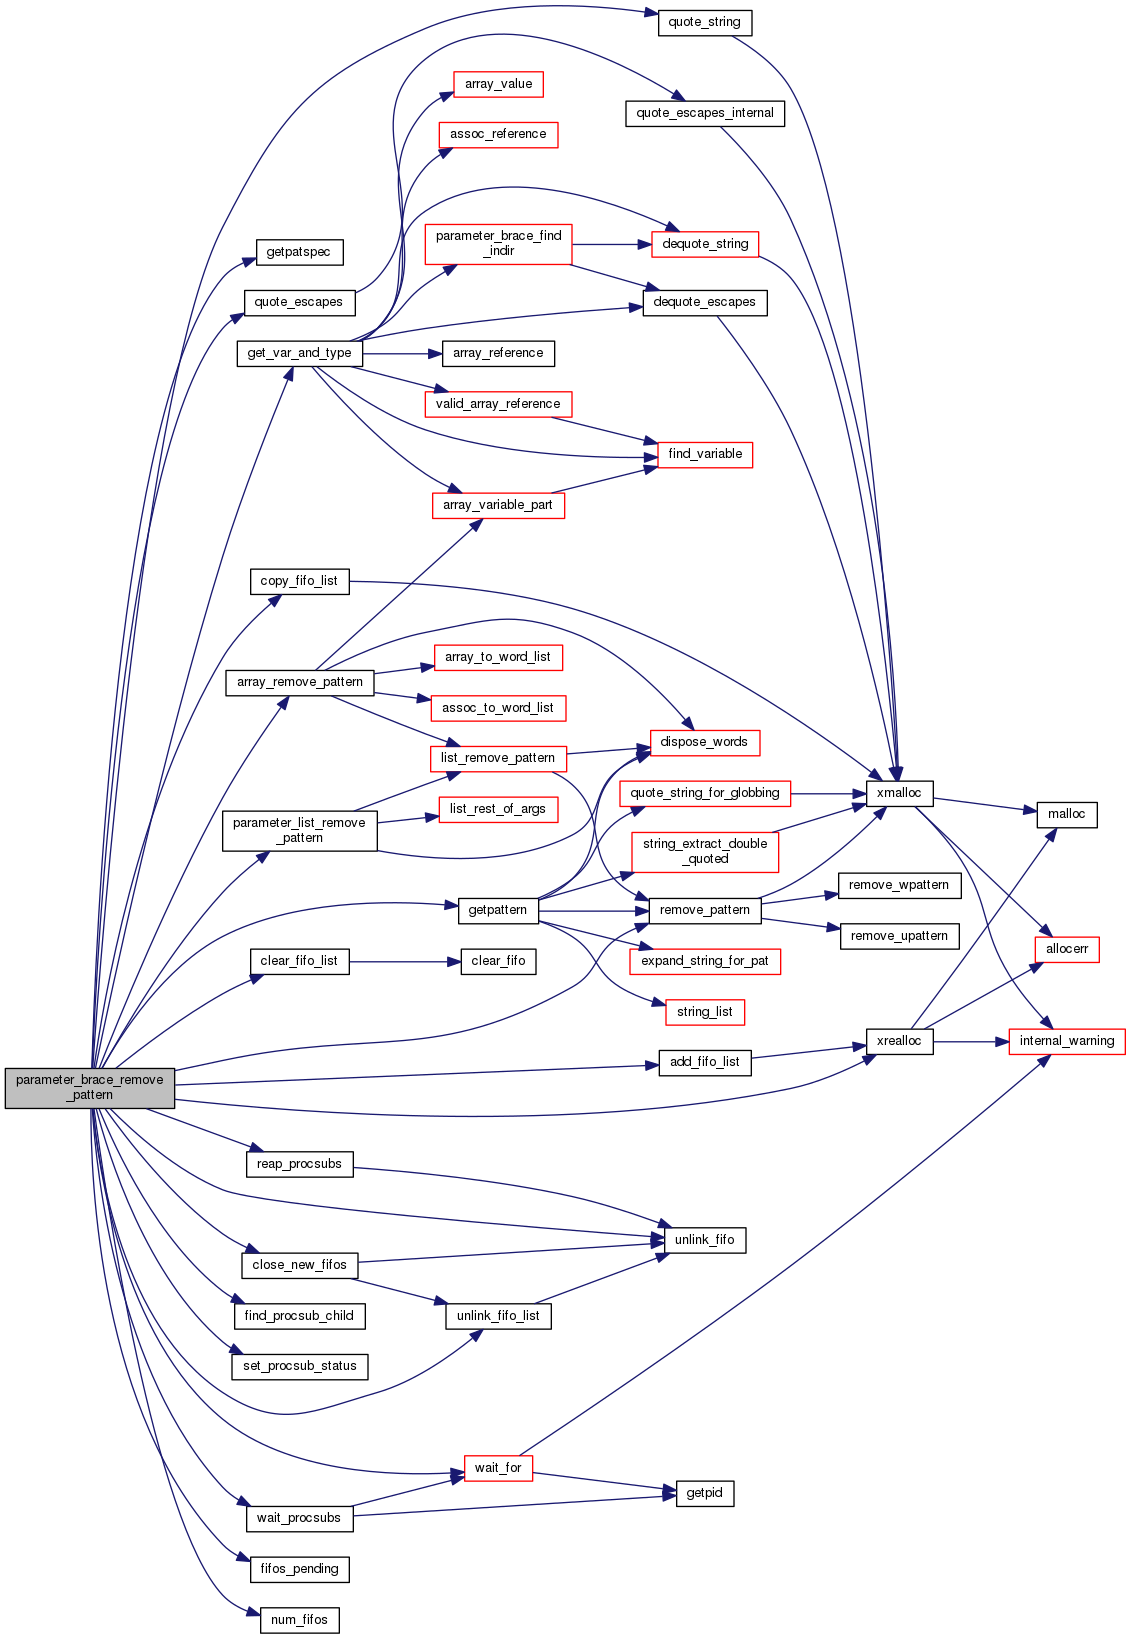 quote_string
array_value
quote_escapes_internal
assoc_reference
parameter_brace_find
_indir
dequote_string
getpatspec
quote_escapes
dequote_escapes
get_var_and_type
array_reference
valid_array_reference
find_variable
array_variable_part
copy_fifo_list
array_to_word_list
array_remove_pattern
assoc_to_word_list
dispose_words
list_remove_pattern
quote_string_for_globbing
xmalloc
list_rest_of_args
malloc
parameter_list_remove
_pattern
string_extract_double
_quoted
remove_wpattern
getpattern
remove_pattern
remove_upattern
allocerr
clear_fifo_list
clear_fifo
expand_string_for_pat
string_list
xrealloc
internal_warning
add_fifo_list
parameter_brace_remove
_pattern
reap_procsubs
unlink_fifo
close_new_fifos
find_procsub_child
unlink_fifo_list
set_procsub_status
wait_for
getpid
wait_procsubs
fifos_pending
num_fifos